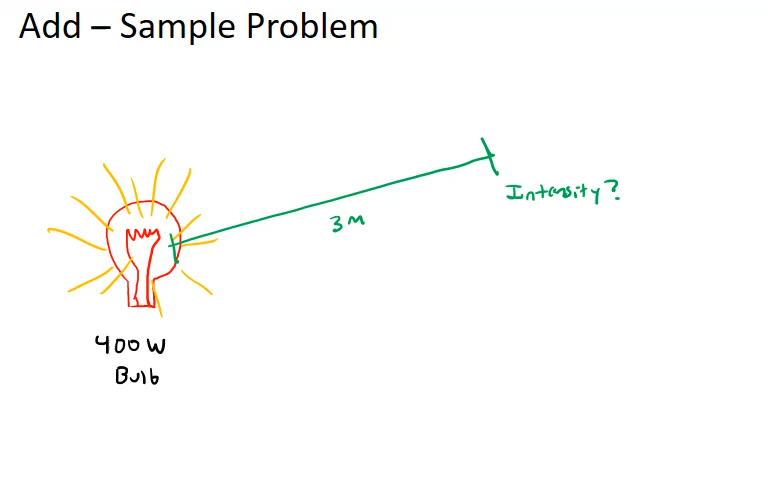 Add – Sample Problem
Intensity?
3M
400W
Bulb